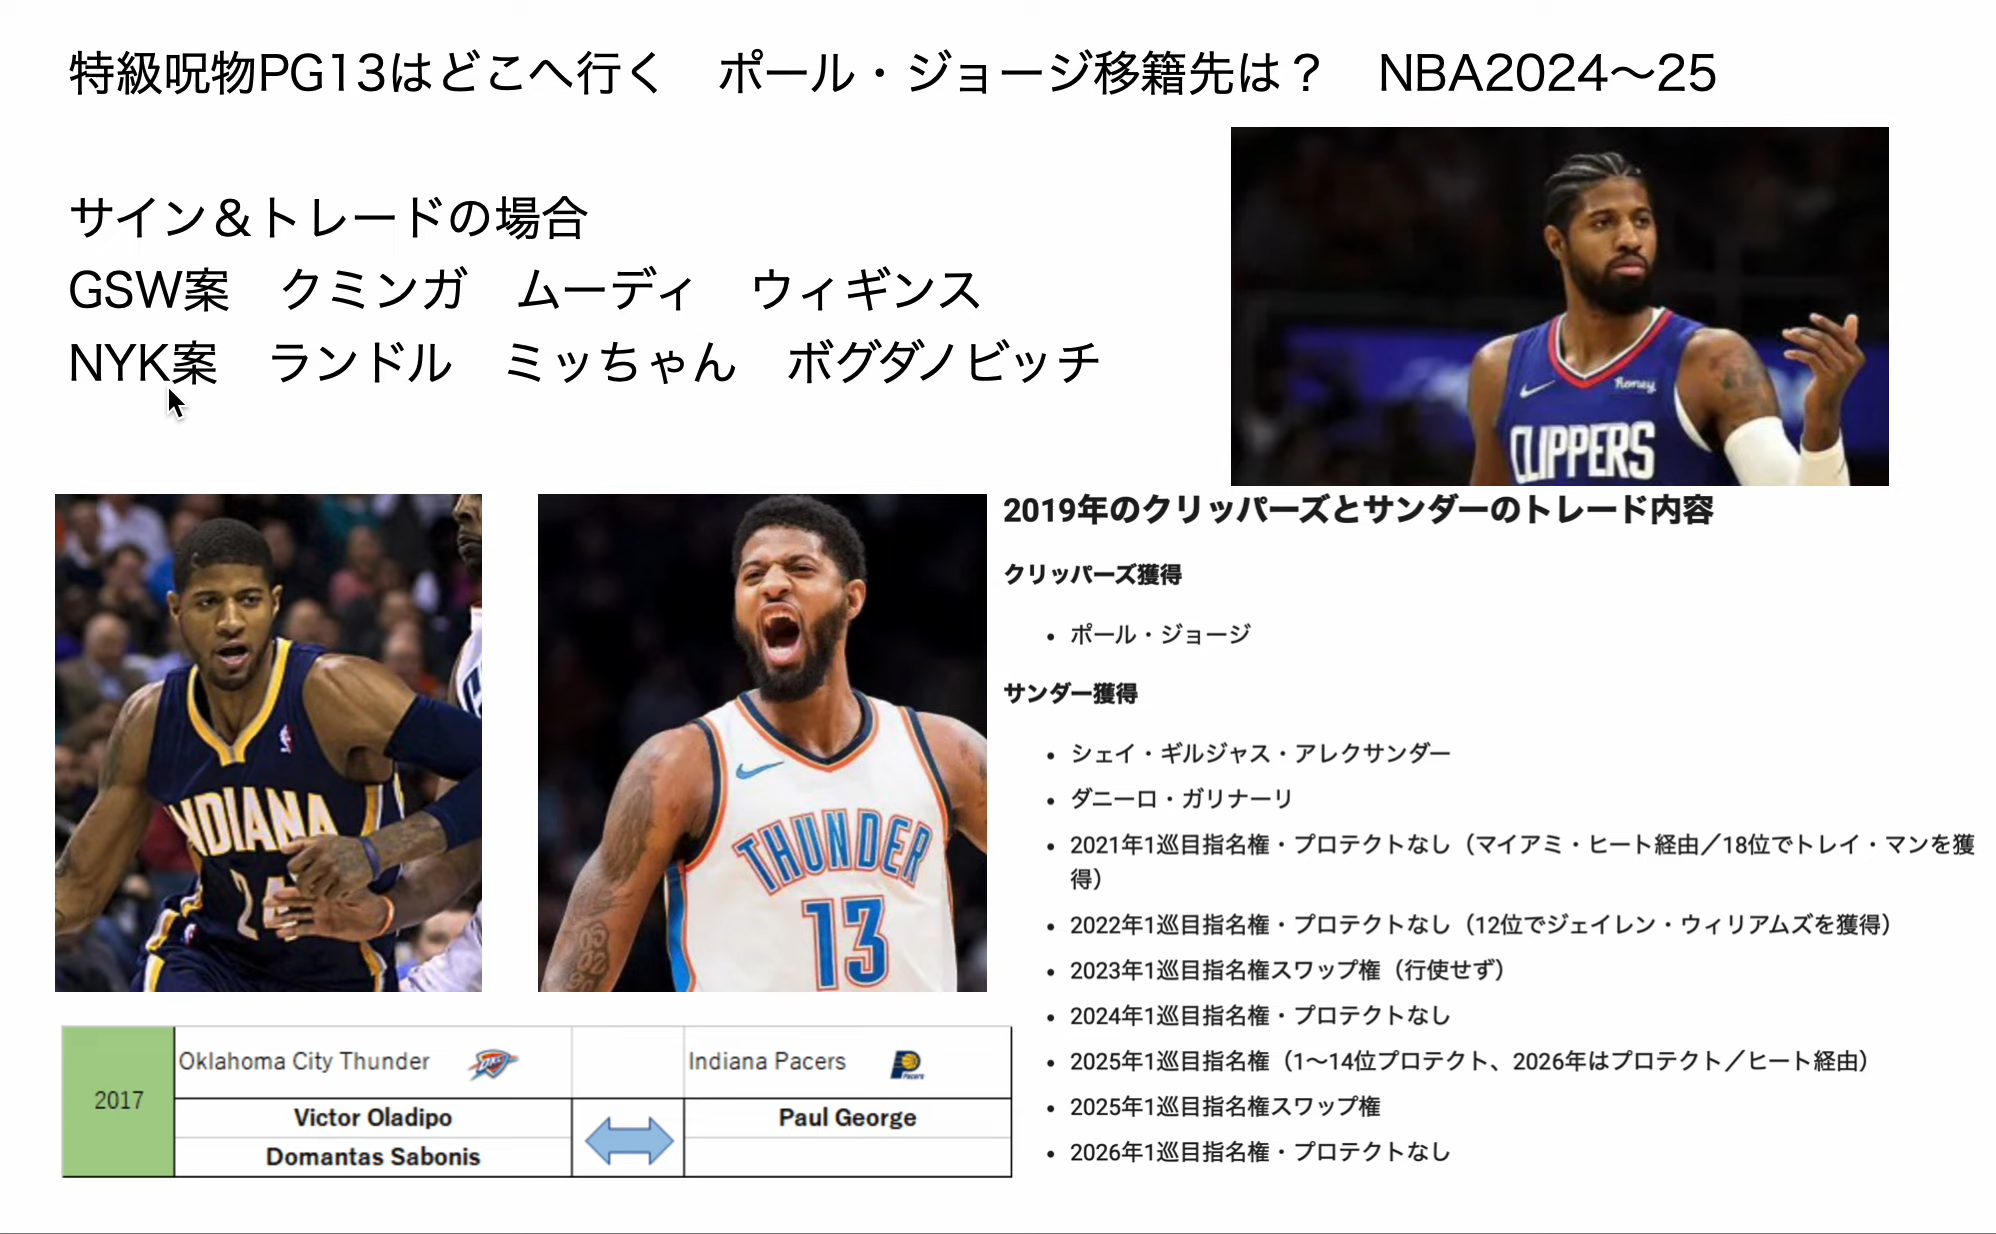 特級呪物PG13はどこへ行く　ポール・ジョージ移籍先は？　NBA2024〜25
サイン＆トレードの場合
GSW案　クミンガ　ムーディ　ウィギンス
NYK案　ランドル　ミッちゃん　ボグダノビッチ
honey
CLIPPERS
INDIANA
24
THUNDER
13
2019年のクリッパーズとサンダーのトレード内容
クリッパーズ獲得
• ポール・ジョージ
サンダー獲得
• シェイ・ギルジャス・アレクサンダー
• ダニーロ・ガリナーリ
• 2021年1巡目指名権・プロテクトなし（マイアミ・ヒート経由／18位でトレイ・マンを獲
得）
• 2022年1巡目指名権・プロテクトなし（12位でジェイレン・ウィリアムズを獲得）
• 2023年1巡目指名権スワップ権（行使せず）
• 2024年1巡目指名権・プロテクトなし
• 2025年1巡目指名権（1〜14位プロテクト、2026年はプロテクト／ヒート経由）
• 2025年1巡目指名権スワップ権
• 2026年1巡目指名権・プロテクトなし
2017
Oklahoma City Thunder
OKC
Indiana Pacers
Pacers
Victor Oladipo
Paul George
Domantas Sabonis